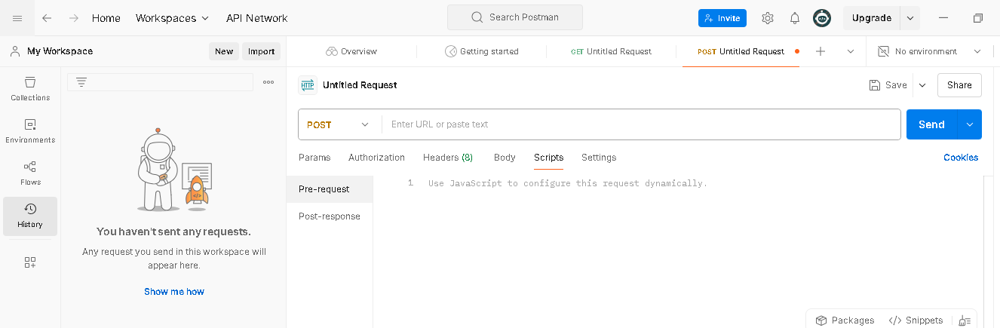 Home Workspaces API Network Search Postman Invite Upgrade
My Workspace New Import Overview Getting started GET Untitled Request POST Untitled Request No environment
Collections
Environments
Flows
History
You haven't sent any requests.
Any request you send in this workspace will
appear here.
Show me how
HTTP Untitled Request Save Share
POST Enter URL or paste text Send
Params Authorization Headers (8) Body Scripts Settings Cookies
Pre-request
Post-response
1 Use JavaScript to configure this request dynamically.
Packages </> Snippets